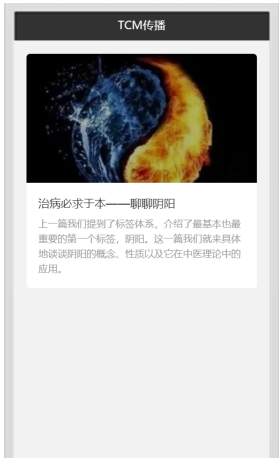 TCM传播
治病必求于本——聊聊阴阳
上一篇我们提到了标签体系，介绍了最基本也最
重要的第一个标签，阴阳。这一篇我们就来具体
地谈谈阴阳的概念、性质以及它在中医理论中的
应用。